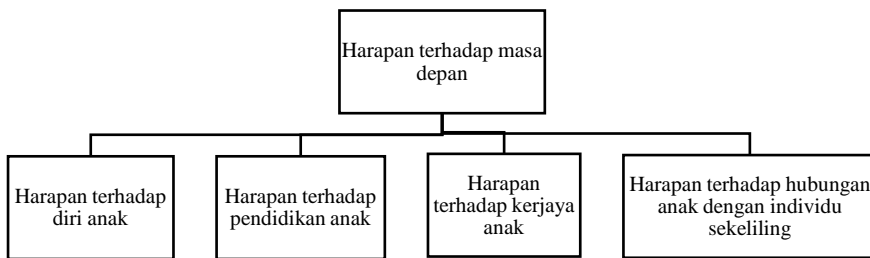 Harapan terhadap masa
depan
Harapan terhadap
diri anak
Harapan terhadap
pendidikan anak
Harapan
terhadap kerjaya
anak
Harapan terhadap hubungan
anak dengan individu
sekeliling